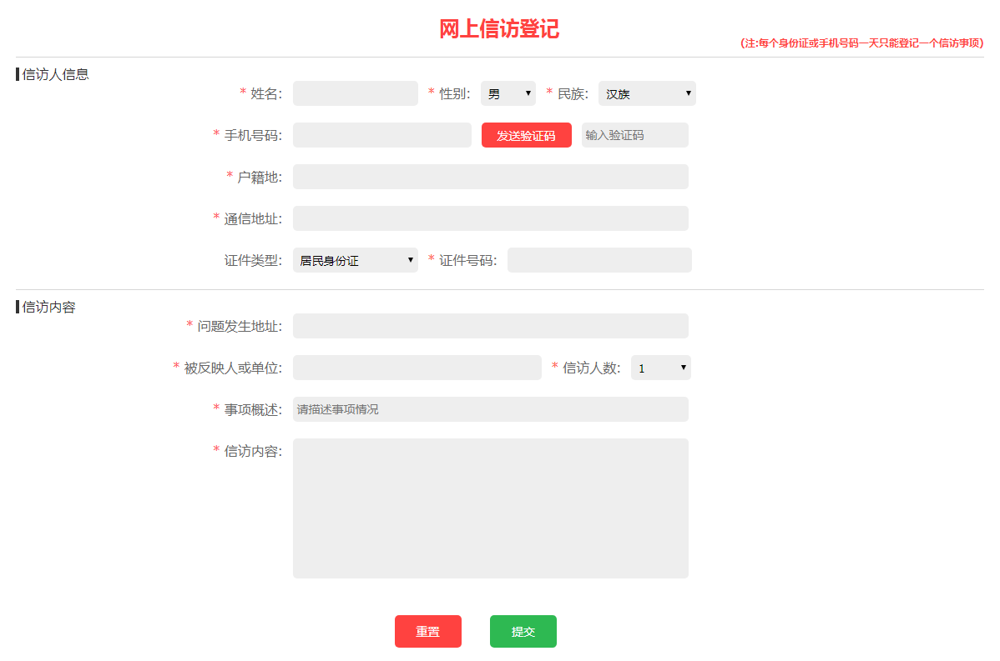 网上信访登记
(注:每个身份证或手机号码一天只能登记一个信访事项)
信访人信息
* 姓名: * 性别: 男 * 民族: 汉族
* 手机号码: 发送验证码 输入验证码
* 户籍地:
* 通信地址:
证件类型: 居民身份证 * 证件号码:
信访内容
* 问题发生地址:
* 被反映人或单位: * 信访人数: 1
* 事项概述: 请描述事项情况
* 信访内容:
重置 提交